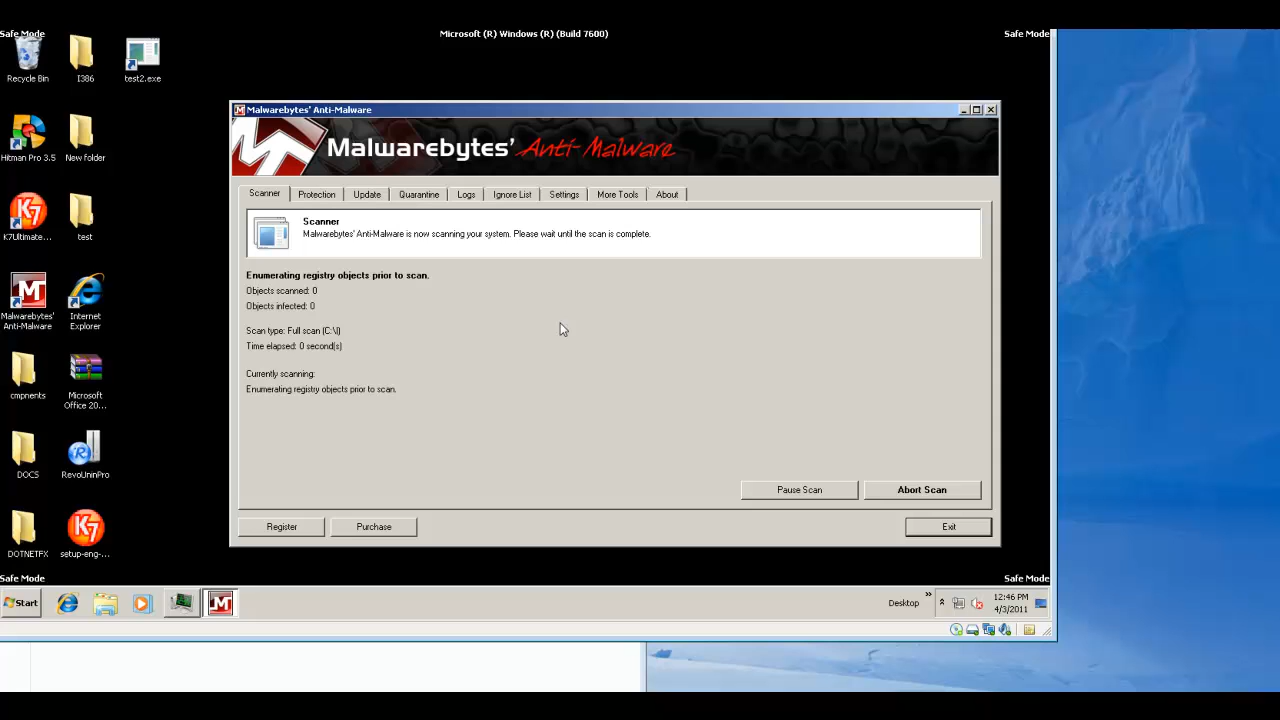 Safe Mode
Microsoft (R) Windows (R) (Build 7600)
Safe Mode
Recycle Bin
I386
test2.exe
Hitman Pro 3.5
New folder
K7Ultimate...
test
Malwarebytes' Anti-Malware
Internet Explorer
cmpnents
Microsoft Office 20...
DOCS
RevoUninPro
DOTNETFX
setup-eng-...
Malwarebytes' Anti-Malware
Malwarebytes' Anti-Malware
Scanner
Protection
Update
Quarantine
Logs
Ignore List
Settings
More Tools
About
Scanner
Malwarebytes' Anti-Malware is now scanning your system. Please wait until the scan is complete.
Enumerating registry objects prior to scan.
Objects scanned: 0
Objects infected: 0
Scan type: Full scan (C:\|)
Time elapsed: 0 second(s)
Currently scanning:
Enumerating registry objects prior to scan.
Pause Scan
Abort Scan
Register
Purchase
Exit
Safe Mode
Safe Mode
Start
Desktop
12:46 PM
4/3/2011